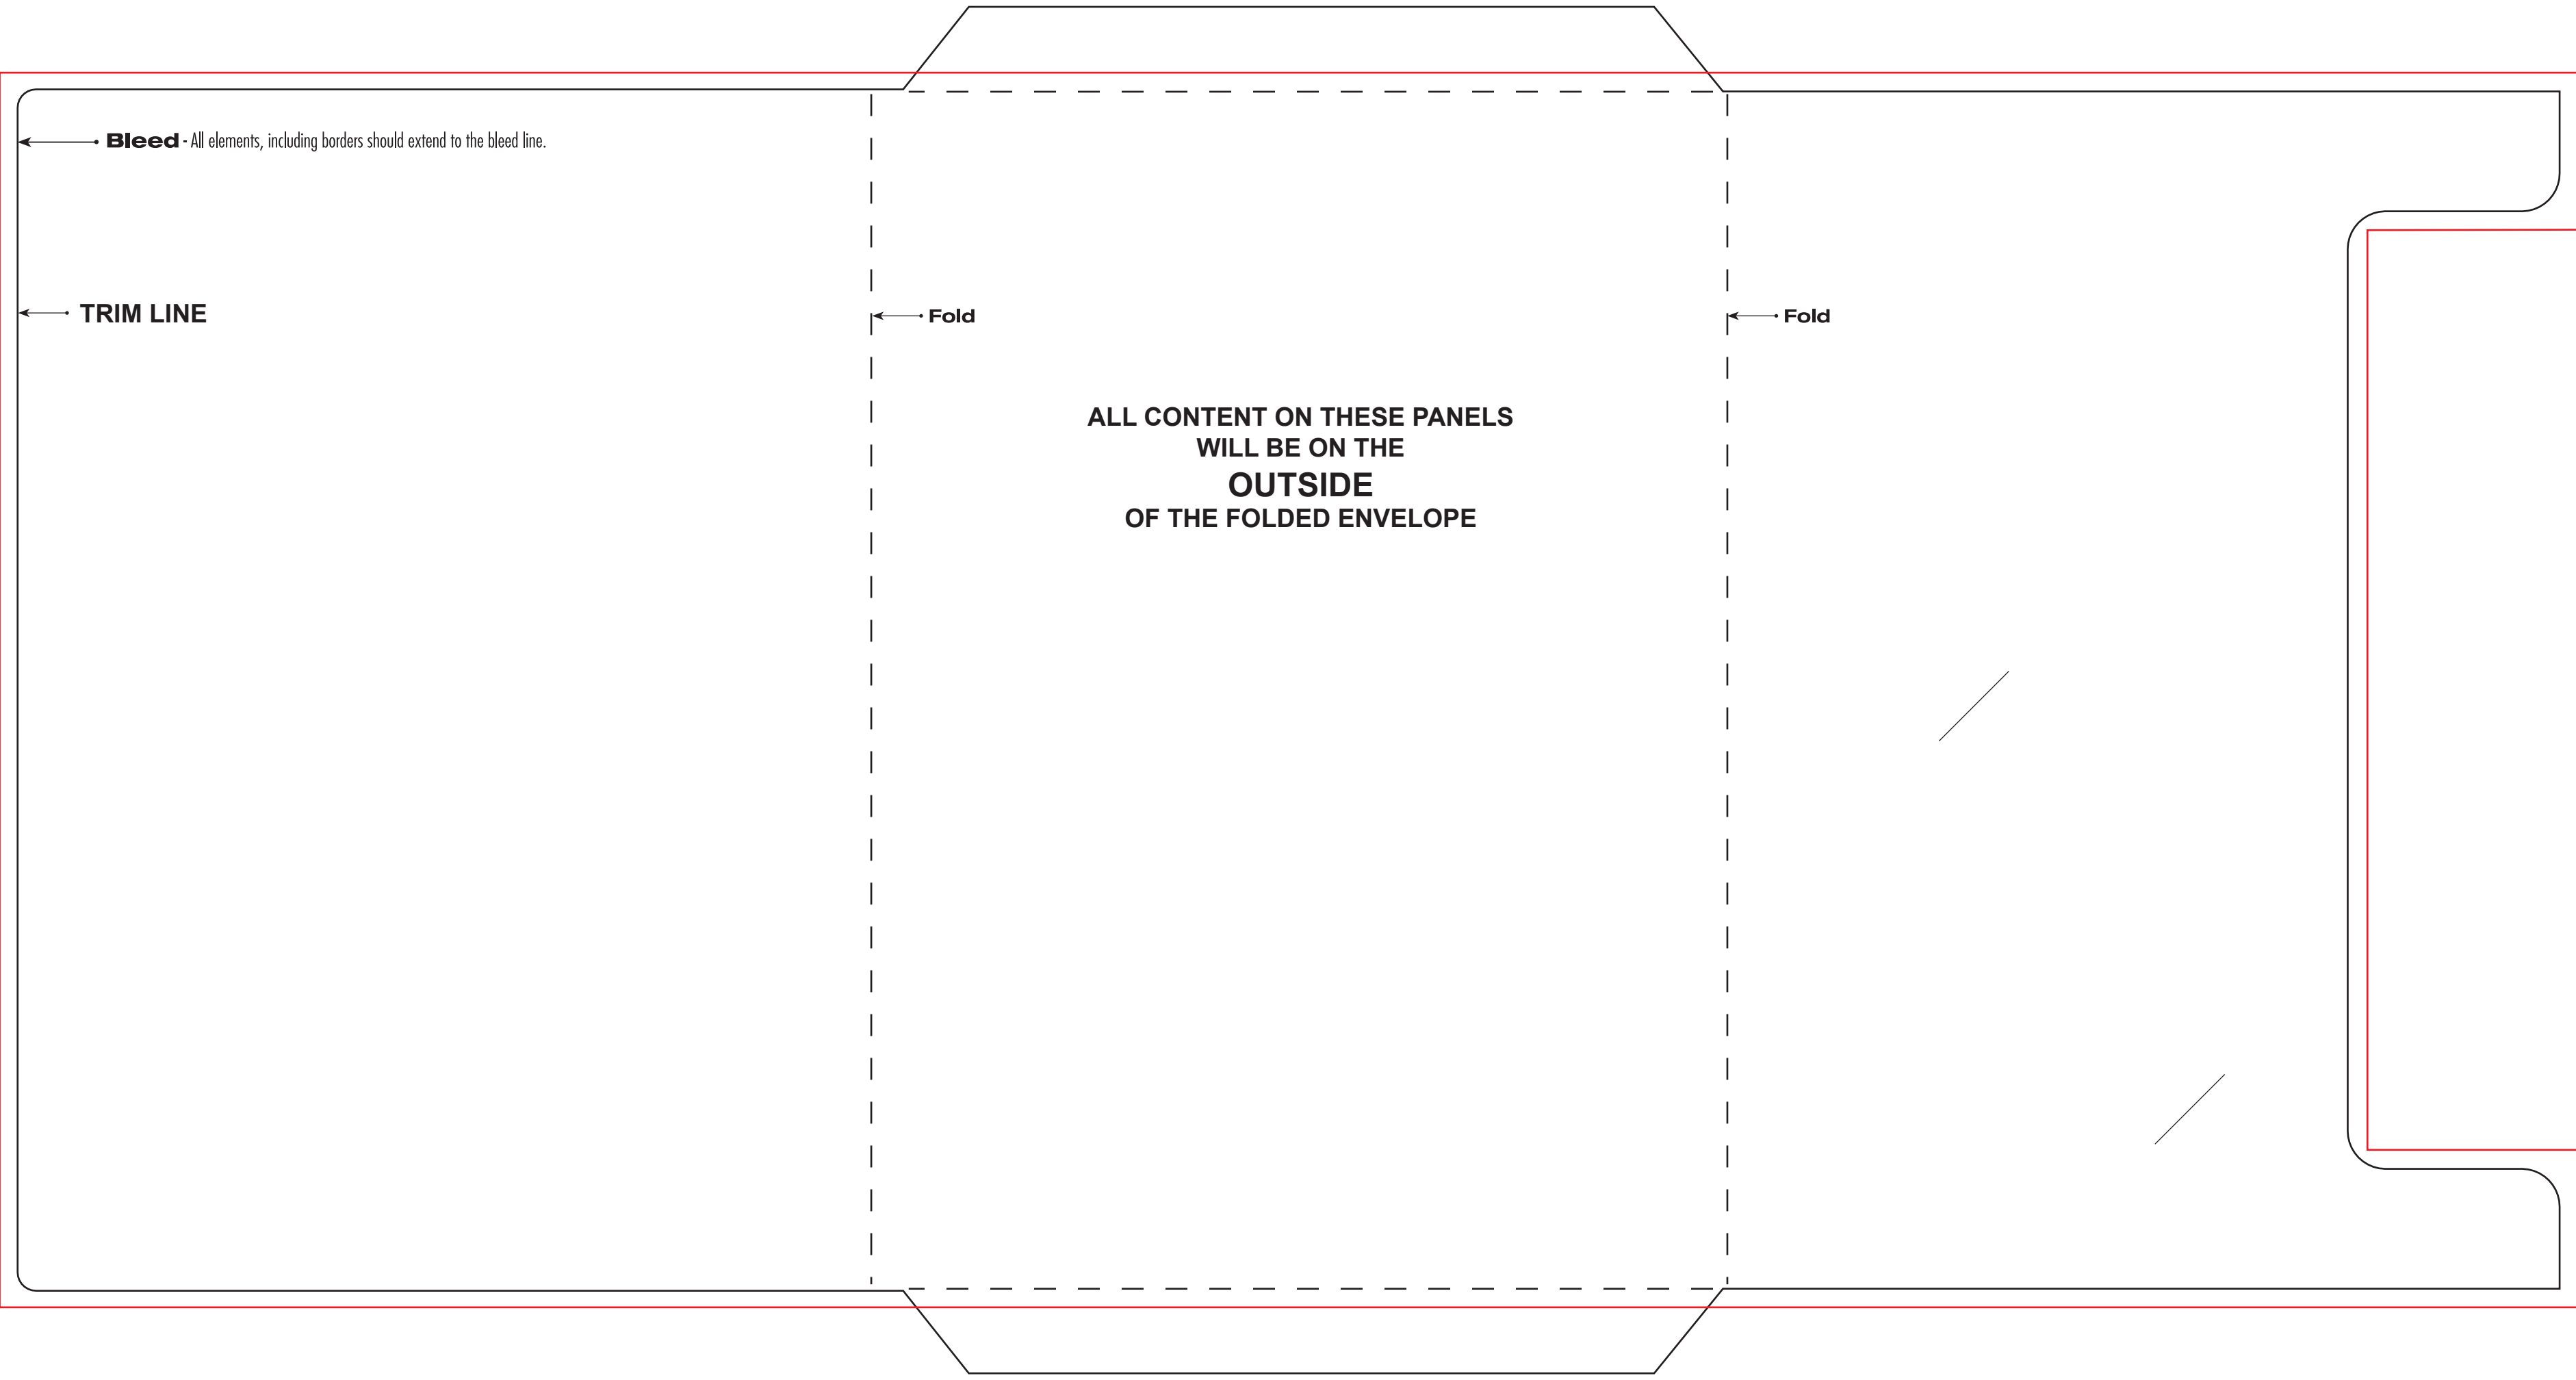 Bleed - All elements, including borders should extend to the bleed line.
TRIM LINE
Fold
Fold
ALL CONTENT ON THESE PANELS
WILL BE ON THE
OUTSIDE
OF THE FOLDED ENVELOPE